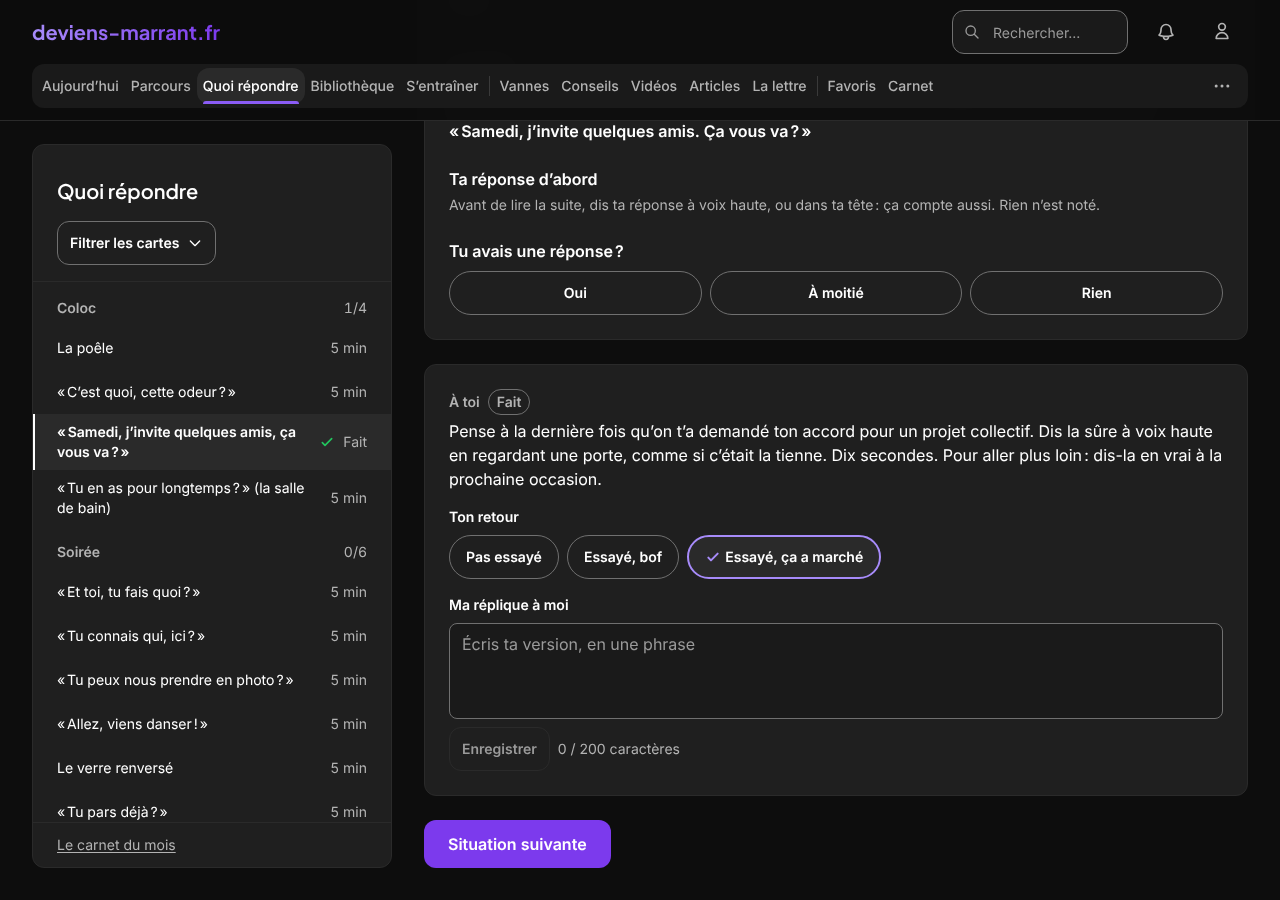 deviens-marrant.fr
Rechercher...
Aujourd’hui Parcours Quoi répondre Bibliothèque S’entraîner Vannes Conseils Vidéos Articles La lettre Favoris Carnet
Quoi répondre
Filtrer les cartes
Coloc 1/4
La poêle 5 min
« C’est quoi, cette odeur ? » 5 min
« Samedi, j’invite quelques amis, ça
vous va ? » Fait
« Tu en as pour longtemps ? » (la salle
de bain) 5 min
Soirée 0/6
« Et toi, tu fais quoi ? » 5 min
« Tu connais qui, ici ? » 5 min
« Tu peux nous prendre en photo ? » 5 min
« Allez, viens danser ! » 5 min
Le verre renversé 5 min
« Tu pars déjà ? » 5 min
Le carnet du mois
« Samedi, j’invite quelques amis. Ça vous va ? »
Ta réponse d’abord
Avant de lire la suite, dis ta réponse à voix haute, ou dans ta tête : ça compte aussi. Rien n’est noté.
Tu avais une réponse ?
Oui À moitié Rien
À toi Fait
Pense à la dernière fois qu’on t’a demandé ton accord pour un projet collectif. Dis la sûre à voix haute
en regardant une porte, comme si c’était la tienne. Dix secondes. Pour aller plus loin : dis-la en vrai à la
prochaine occasion.
Ton retour
Pas essayé Essayé, bof Essayé, ça a marché
Ma réplique à moi
Écris ta version, en une phrase
Enregistrer 0 / 200 caractères
Situation suivante